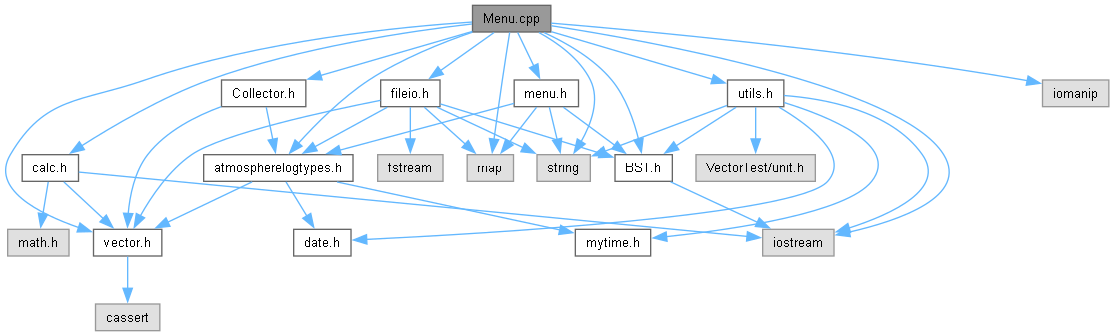 Menu.cpp
Collector.h
fileio.h
menu.h
utils.h
iomanip
calc.h
atmospherelogtypes.h
fstream
map
string
BST.h
VectorTest/unit.h
math.h
vector.h
date.h
mytime.h
iostream
cassert